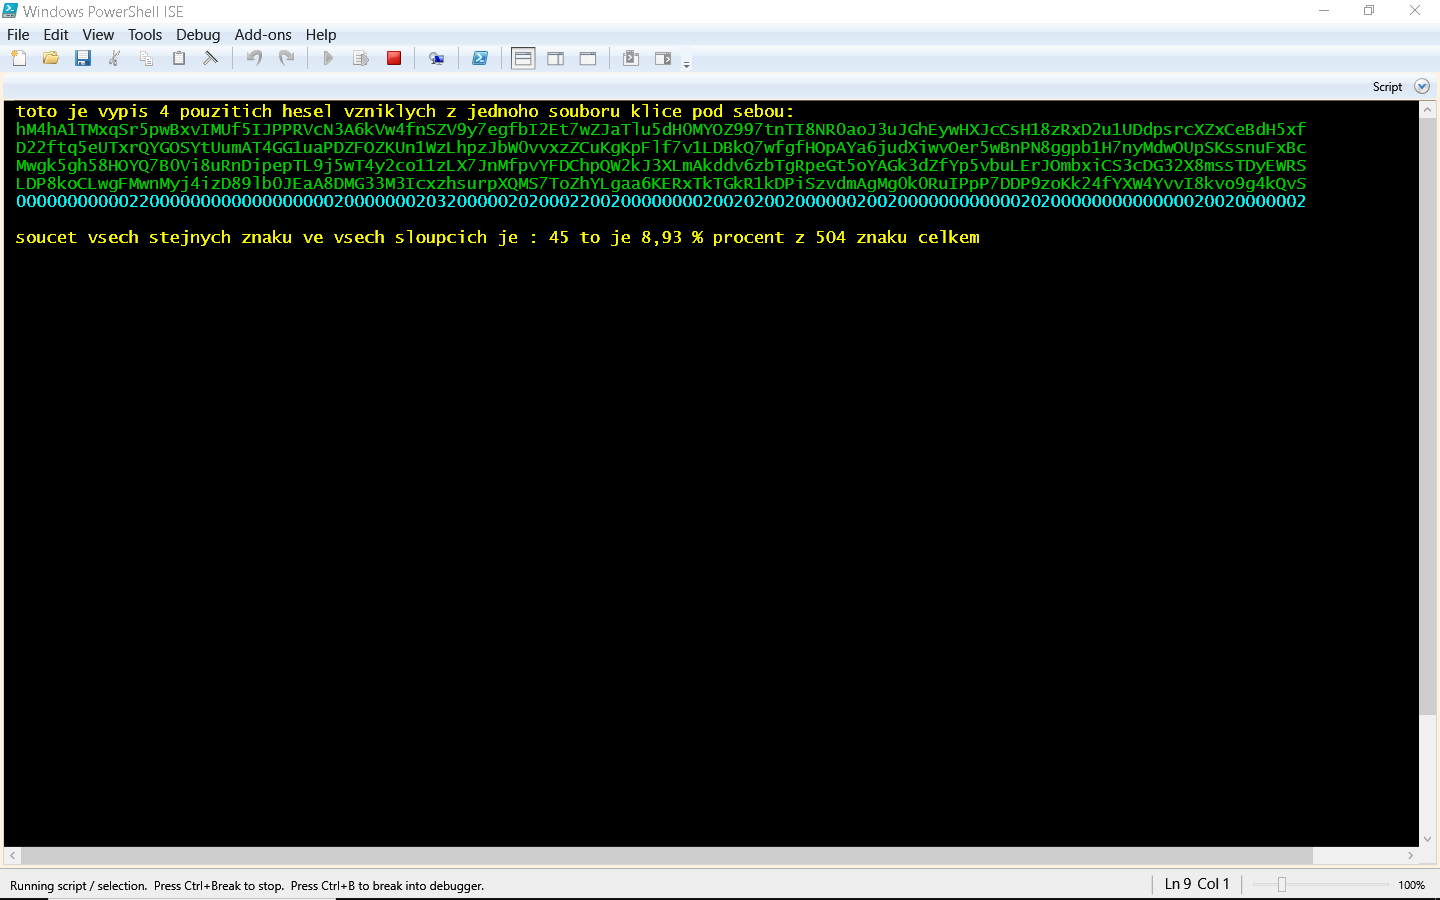 Windows PowerShell ISE
File Edit View Tools Debug Add-ons Help
Script
toto je vypis 4 pouzitich hesel vzniklych z jednoho souboru klice pod sebou:
hM4hA1TMxqSr5pwBxvIMUf5IJPPRVcN3A6kVw4fnSZV9y7egfbI2Et7wZJaTlu5dH0MYOZ997tnTI8NR0aoJ3uJGhEywHXJcCsH18zRxD2u1UDdpsrcXZxCeBdH5xf
D22ftq5eUTxrQYGOSYtUumAT4GG1uaPDZFOZKUn1WzLhpzJbW0vvxzZCuKgKpFlf7v1LDBkQ7wfgfHOpAYa6judXiwvOer5wBnPN8ggpb1H7nyMdwOUpSKssnuFxBc
Mwgk5gh58HOYQ7B0Vi8uRnDipepTL9j5wT4y2co11zLX7JnMfpvYFDChpQW2kJ3XLmAkddv6zbTgRpeGt5oYAGk3dZfYp5vbuLErJOmbxiCS3cDG32X8mssTDyEWRS
LDP8koCLwgFMwnMyj4izD89lb0JEaA8DMG33M3IcxzhsurpXQMS7ToZhYLgaa6KERxTkTGkR1kDPiSzvdmAgMg0k0RuIPpP7DDP9zoKk24fYXW4YvvI8kvo9g4kQvS
000000000002200000000000000000020000000020320000020200022002000000002002020020000002002000000000000202000000000000020020000002
soucet vsech stejnych znaku ve vsech sloupcich je : 45 to je 8,93 % procent z 504 znaku celkem
Running script / selection. Press Ctrl+Break to stop. Press Ctrl+B to break into debugger.
Ln 9 Col 1
100%